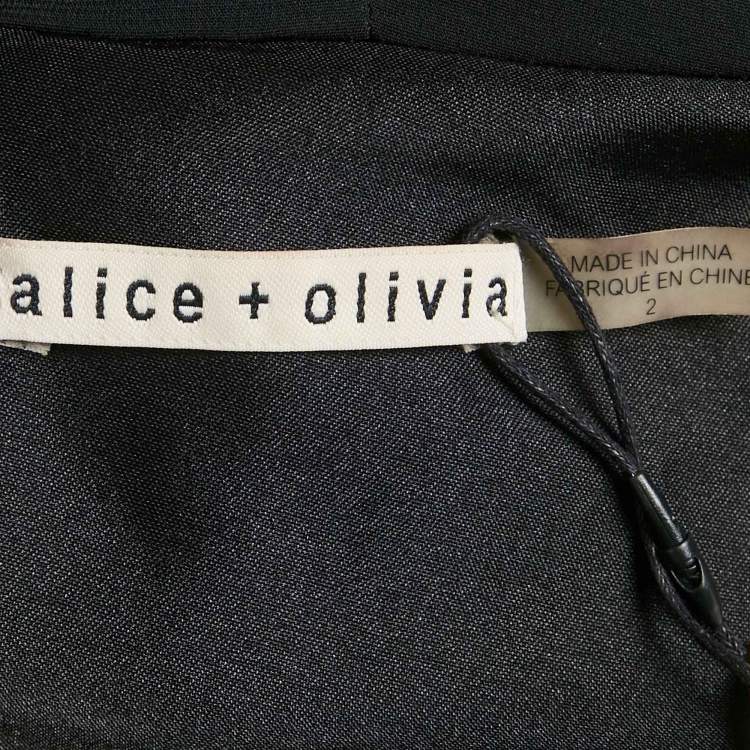 alice + olivia
MADE IN CHINA
FABRIQUÉ EN CHINE
2